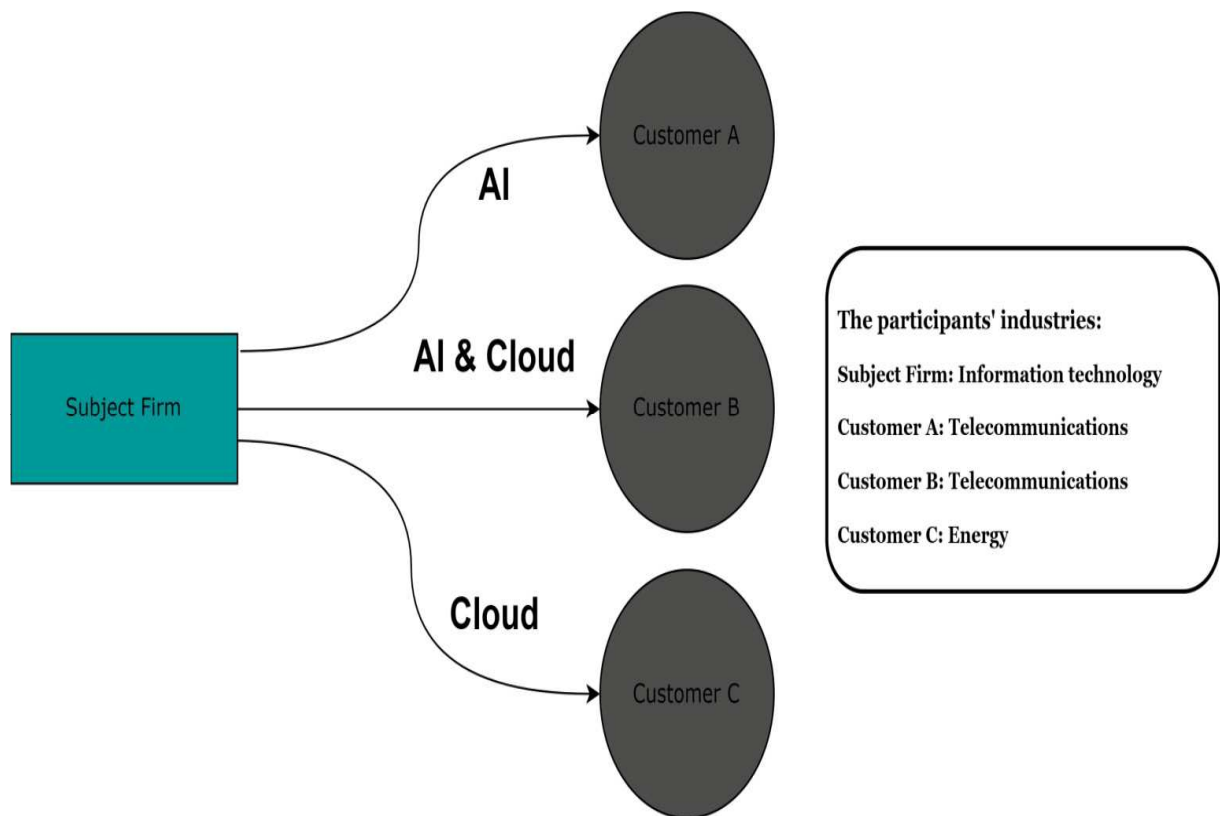 Customer A
AI
AI & Cloud
Subject Firm
Customer B
Cloud
Customer C
The participants' industries:
Subject Firm: Information technology
Customer A: Telecommunications
Customer B: Telecommunications
Customer C: Energy